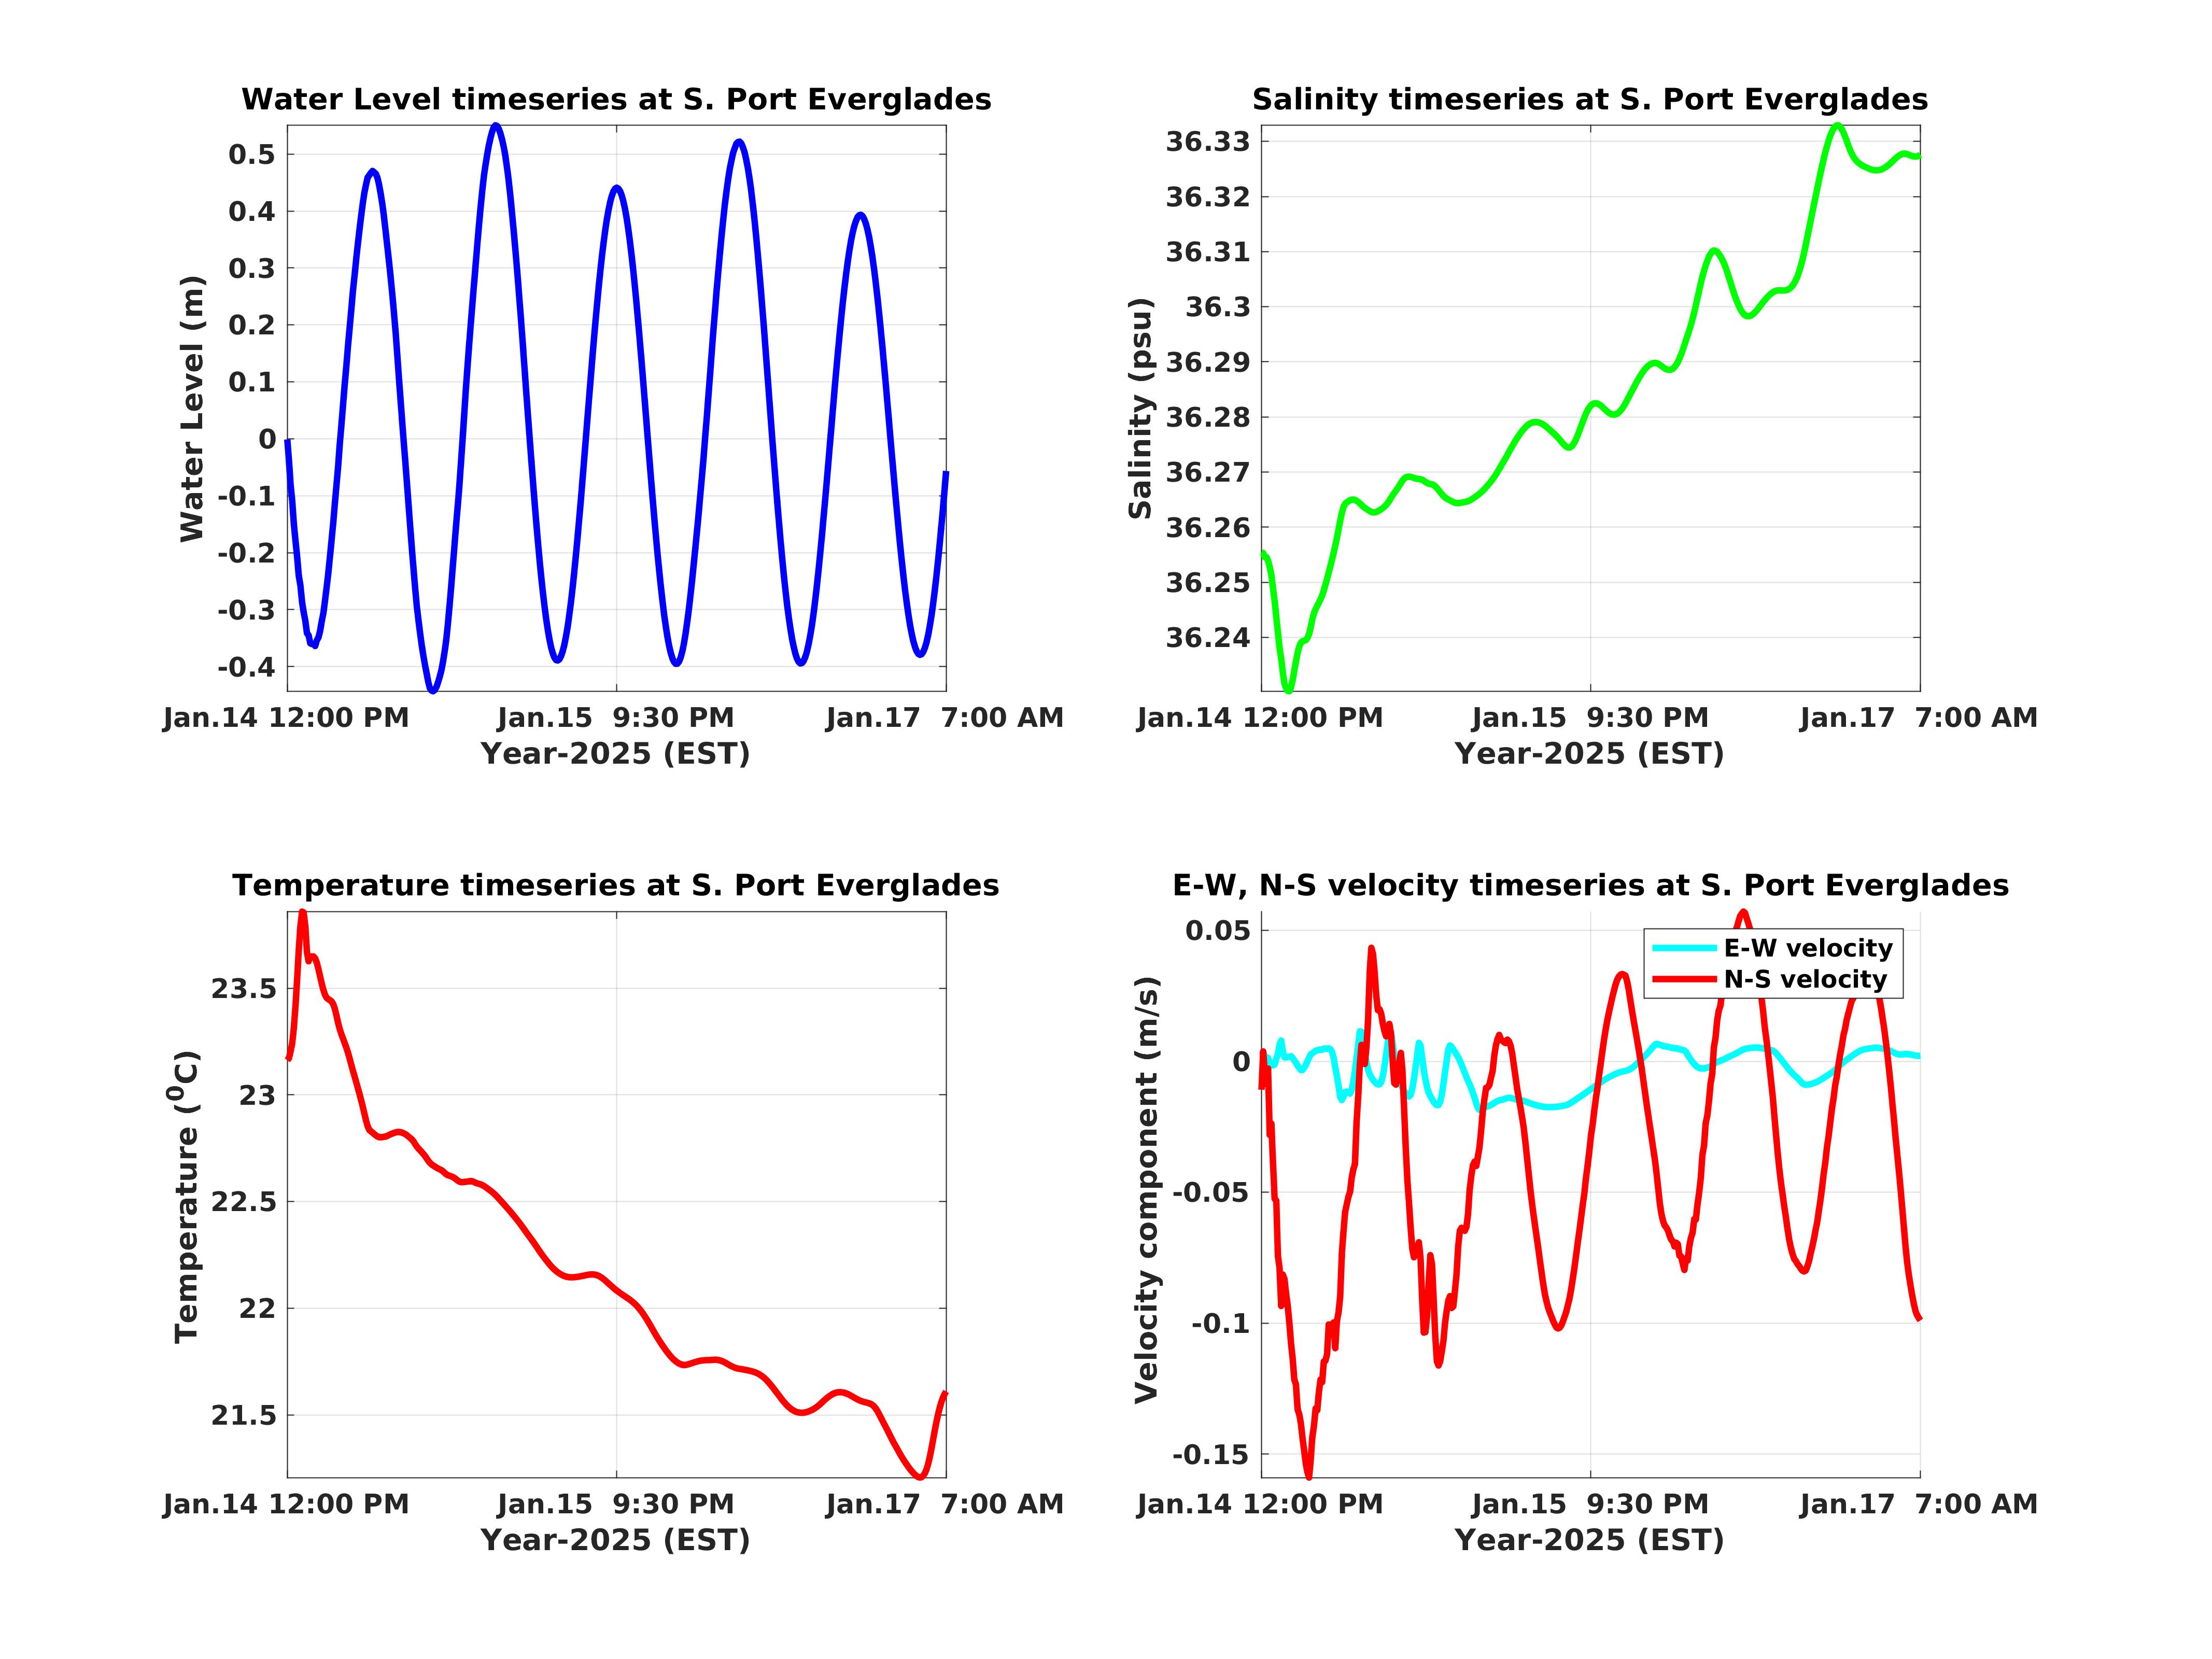 Water Level timeseries at S. Port Everglades
0.5
0.4
0.3
0.2
0.1
0
-0.1
-0.2
-0.3
-0.4
Water Level (m)
Jan.14 12:00 PM Jan.15 9:30 PM Jan.17 7:00 AM
Year-2025 (EST)
Salinity timeseries at S. Port Everglades
36.33
36.32
36.31
36.3
36.29
36.28
36.27
36.26
36.25
36.24
Salinity (psu)
Jan.14 12:00 PM Jan.15 9:30 PM Jan.17 7:00 AM
Year-2025 (EST)
Temperature timeseries at S. Port Everglades
23.5
23
22.5
22
21.5
Temperature (⁰C)
Jan.14 12:00 PM Jan.15 9:30 PM Jan.17 7:00 AM
Year-2025 (EST)
E-W, N-S velocity timeseries at S. Port Everglades
0.05
0
-0.05
-0.1
-0.15
Velocity component (m/s)
E-W velocity
N-S velocity
Jan.14 12:00 PM Jan.15 9:30 PM Jan.17 7:00 AM
Year-2025 (EST)